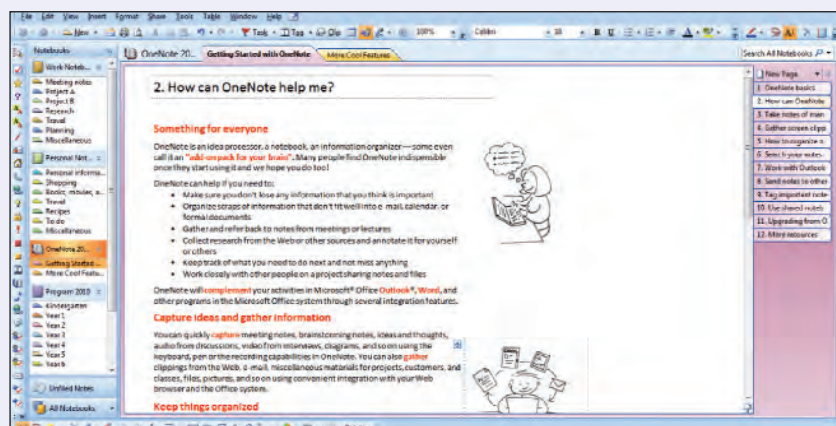 File Edit View Insert Format Share Tools Table Window Help
New Task Tag Clip 100% Calibri 18 B U
Notebooks OneNote 20... Getting Started with OneNote More Cool Features Search All Notebooks
Work Noteb...
Meeting notes
Project A
Project B
Research
Travel
Planning
Miscellaneous
Personal Not...
Personal informa...
Shopping
Books, movies, a...
Travel
Recipes
To do
Miscellaneous
OneNote 20...
Getting Started ...
More Cool Featu...
Program 2010
Kindergarten
Year 1
Year 2
Year 3
Year 4
Year 5
Year 6
Unfiled Notes
All Notebooks
2. How can OneNote help me?
Something for everyone
OneNote is an idea processor, a notebook, an information organizer — some even
call it an "add-on pack for your brain". Many people find OneNote indispensible
once they start using it and we hope you do too!
OneNote can help if you need to:
• Make sure you don't lose any information that you think is important
• Organize scraps of information that don't fit well into e-mail, calendar, or
formal documents
• Gather and refer back to notes from meetings or lectures
• Collect research from the Web or other sources and annotate it for yourself
or others
• Keep track of what you need to do next and not miss anything
• Work closely with other people on a project sharing notes and files
OneNote will complement your activities in Microsoft® Office Outlook®, Word, and
other programs in the Microsoft Office system through several integration features.
Capture ideas and gather information
You can quickly capture meeting notes, brainstorming notes, ideas and thoughts,
audio from discussions, video from interviews, diagrams, and so on using the
keyboard, pen or the recording capabilities in OneNote. You can also gather
clippings from the Web, e-mail, miscellaneous materials for projects, customers, and
classes, files, pictures, and so on using convenient integration with your Web
browser and the Office system.
Keep things organized
New Page
1. OneNote basics
2. How can OneNote
3. Take notes of man
4. Gather screen clipp
5. How to organize n
6. Search your notes
7. Work with Outlook
8. Send notes to other
9. Tag important note
10. Use shared noteb
11. Upgrading from O
12. More resources